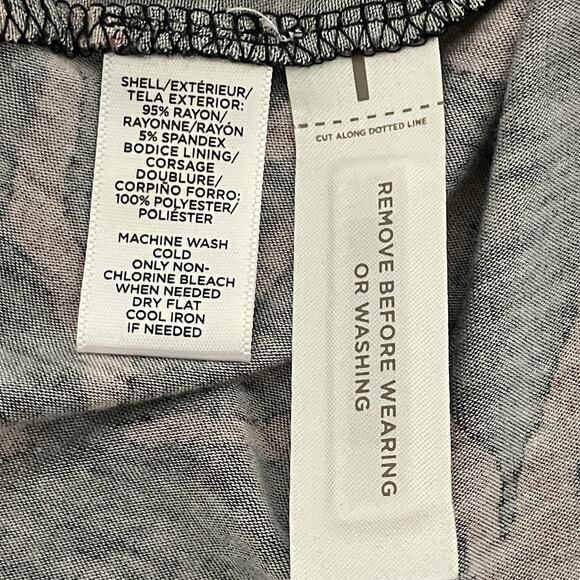 SHELL/EXTÉRIEUR/
TELA EXTERIOR:
95% RAYON/
RAYONNE/RAYÓN
5% SPANDEX
BODICE LINING/
CORSAGE
DOUBLURE/
CORPIÑO FORRO:
100% POLYESTER/
POLIÉSTER
MACHINE WASH
COLD
ONLY NON-
CHLORINE BLEACH
WHEN NEEDED
DRY FLAT
COOL IRON
IF NEEDED
CUT ALONG DOTTED LINE
REMOVE BEFORE WEARING
OR WASHING